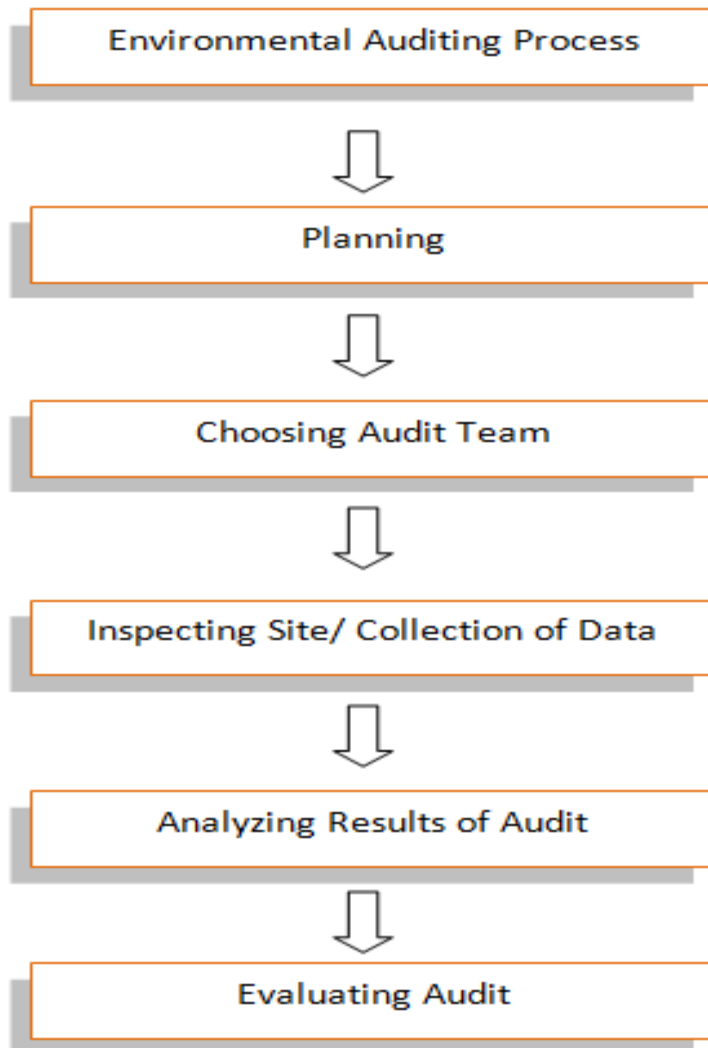 Environmental Auditing Process
Planning
Choosing Audit Team
Inspecting Site/ Collection of Data
Analyzing Results of Audit
Evaluating Audit